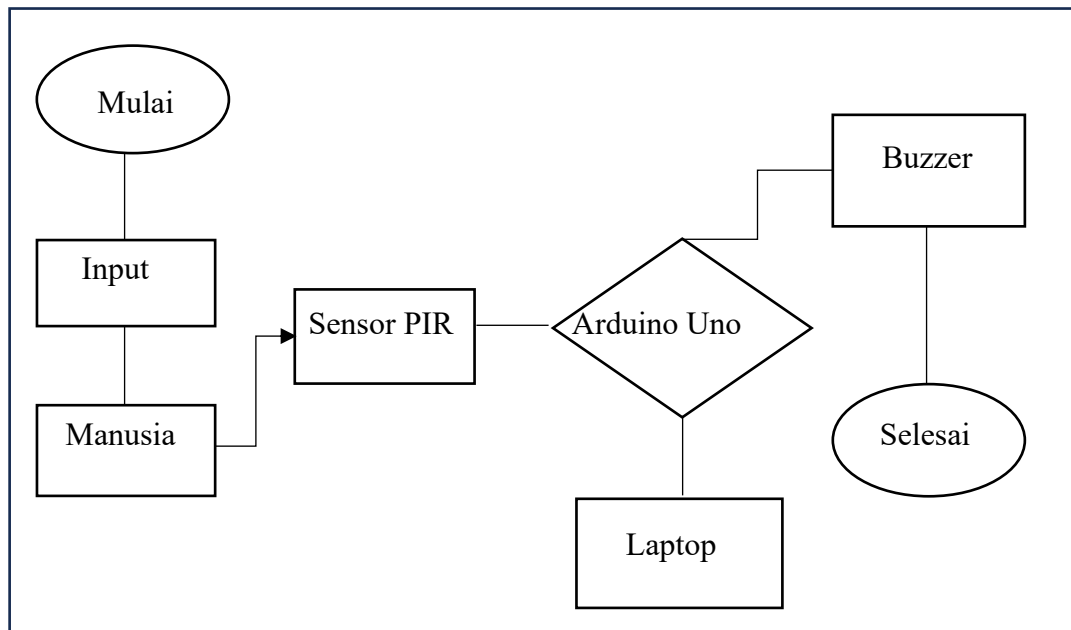 Mulai
Input
Manusia
Sensor PIR
Arduino Uno
Laptop
Buzzer
Selesai